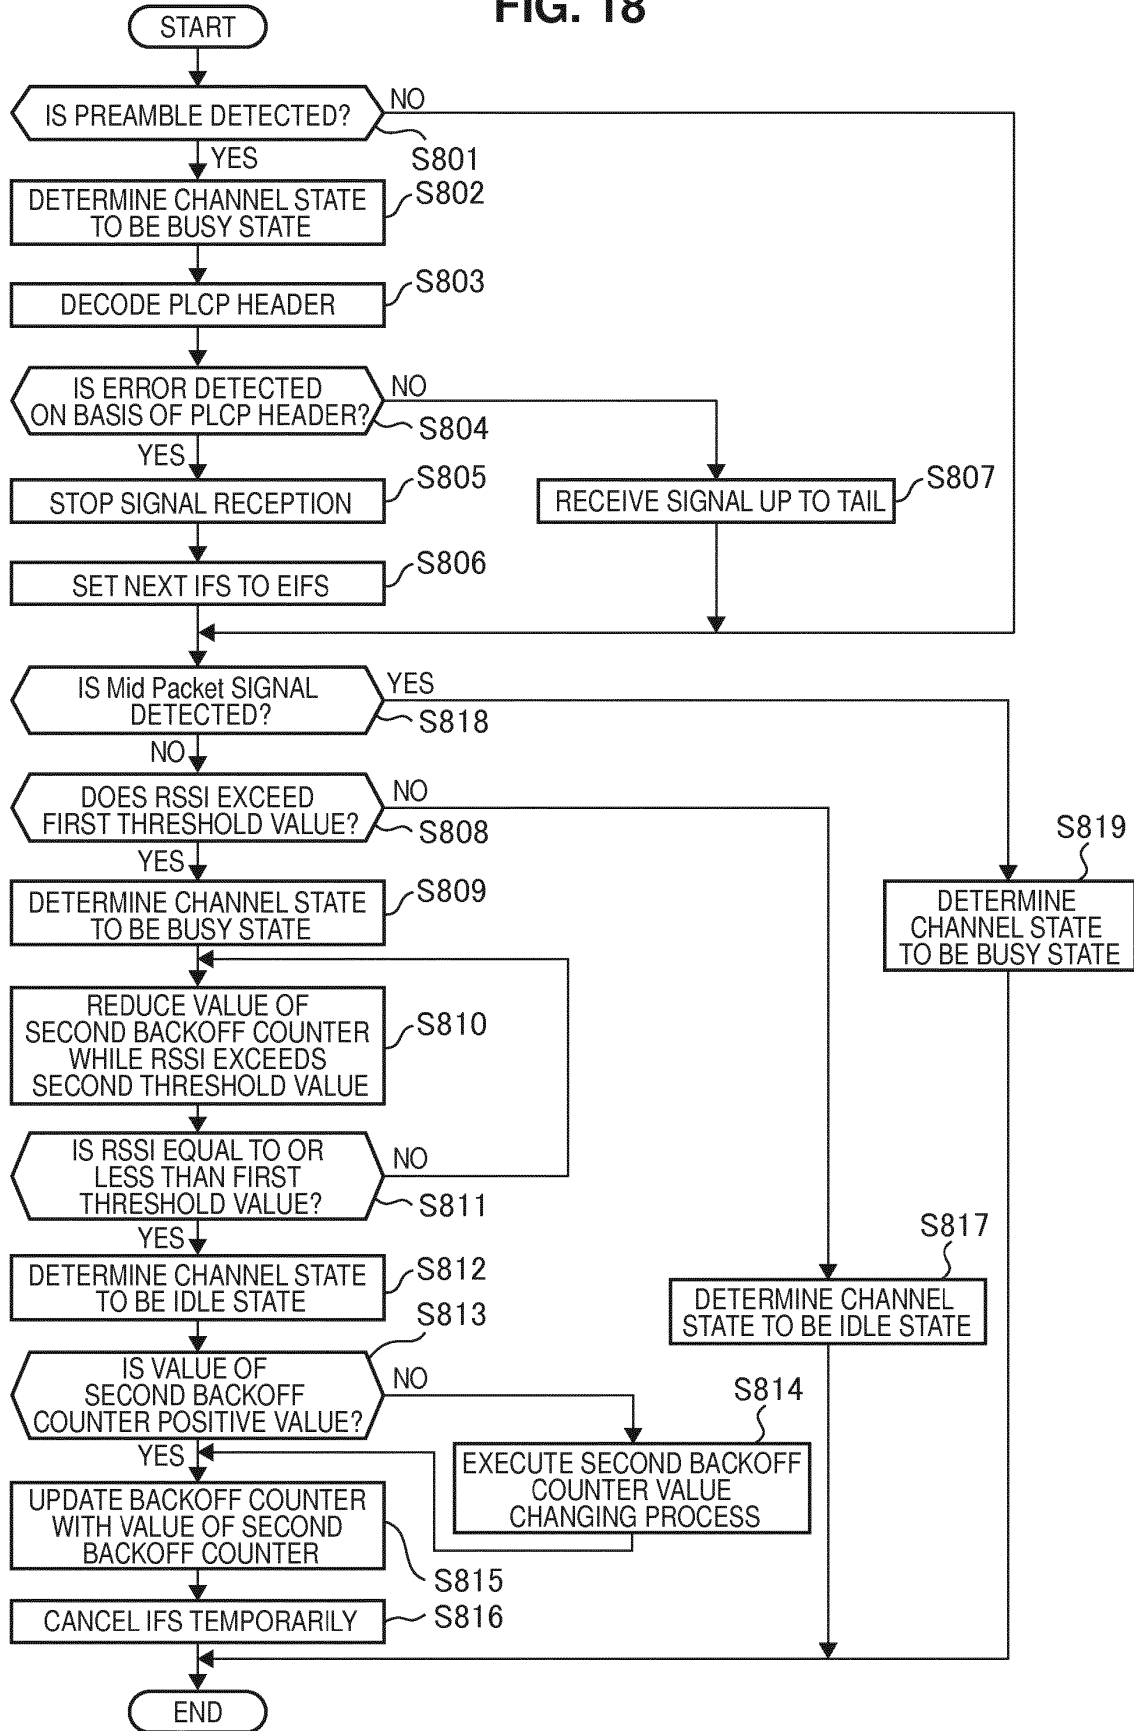 FIG. 18
START
IS PREAMBLE DETECTED?
NO
S801
YES
DETERMINE CHANNEL STATE
TO BE BUSY STATE
S802
DECODE PLCP HEADER
S803
IS ERROR DETECTED
ON BASIS OF PLCP HEADER?
NO
S804
YES
STOP SIGNAL RECEPTION
S805
RECEIVE SIGNAL UP TO TAIL
S807
SET NEXT IFS TO EIFS
S806
IS Mid Packet SIGNAL
DETECTED?
YES
S818
NO
DOES RSSI EXCEED
FIRST THRESHOLD VALUE?
NO
S808
YES
S819
DETERMINE
CHANNEL STATE
TO BE BUSY STATE
DETERMINE CHANNEL STATE
TO BE BUSY STATE
S809
REDUCE VALUE OF
SECOND BACKOFF COUNTER
WHILE RSSI EXCEEDS
SECOND THRESHOLD VALUE
S810
IS RSSI EQUAL TO OR
LESS THAN FIRST
THRESHOLD VALUE?
NO
S811
YES
DETERMINE CHANNEL STATE
TO BE IDLE STATE
S812
S817
DETERMINE CHANNEL
STATE TO BE IDLE STATE
S813
IS VALUE OF
SECOND BACKOFF
COUNTER POSITIVE VALUE?
NO
S814
YES
EXECUTE SECOND BACKOFF
COUNTER VALUE
CHANGING PROCESS
UPDATE BACKOFF COUNTER
WITH VALUE OF SECOND
BACKOFF COUNTER
S815
CANCEL IFS TEMPORARILY
S816
END